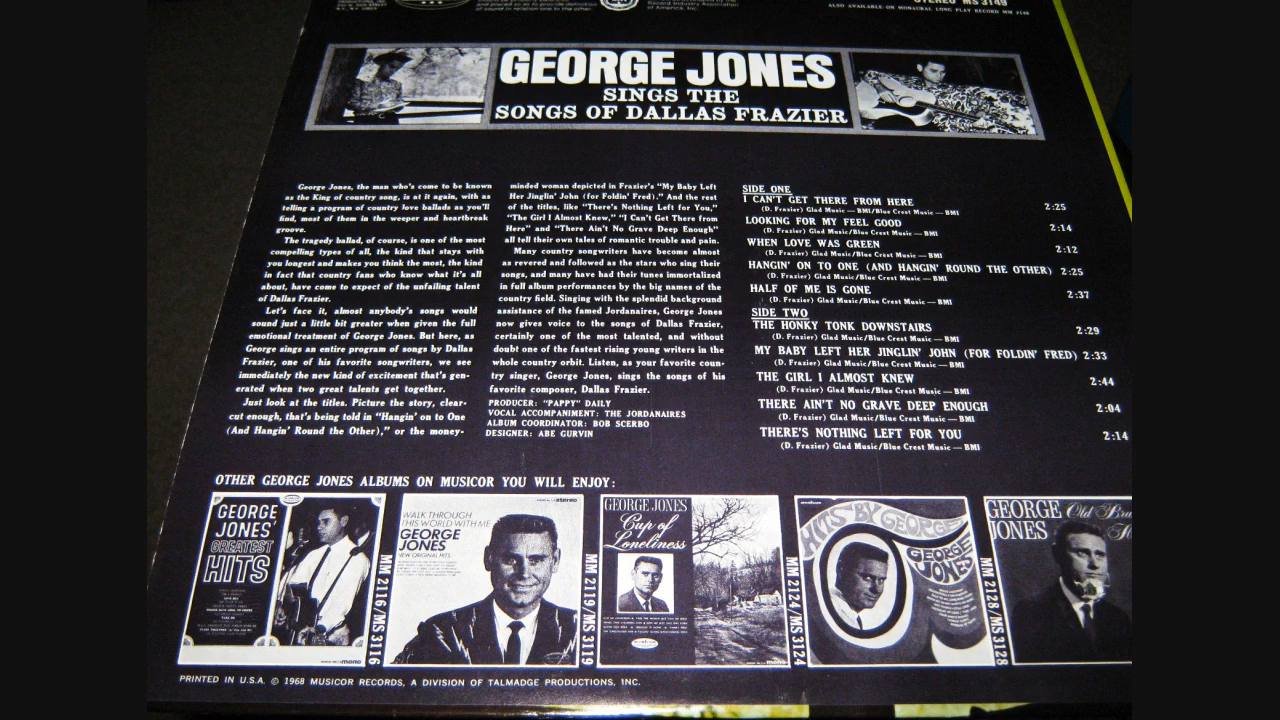 STEREO MS 3149
ALSO AVAILABLE ON MONAURAL LONG PLAY RECORD MM 2149
Record Industry Association
of America, Inc.
GEORGE JONES
SINGS THE
SONGS OF DALLAS FRAZIER
George Jones, the man who's come to be known
as the King of country song, is at it again, with as
telling a program of country love ballads as you'll
find, most of them in the weeper and heartbreak
groove.
The tragedy ballad, of course, is one of the most
compelling types of all, the kind that stays with
you longest and makes you think the most, the kind
in fact that country fans who know what it's all
about, have come to expect of the unfailing talent
of Dallas Frazier.
Let's face it, almost anybody's songs would
sound just a little bit greater when given the full
emotional treatment of George Jones. But here, as
George sings an entire program of songs by Dallas
Frazier, one of his favorite songwriters, we see
immediately the new kind of excitement that's gen-
erated when two great talents get together.
Just look at the titles. Picture the story, clear-
cut enough, that's being told in "Hangin' on to One
(And Hangin' Round the Other)," or the money-
minded woman depicted in Frazier's "My Baby Left
Her Jinglin' John (for Foldin' Fred)." And the rest
of the titles, like "There's Nothing Left for You,"
"The Girl I Almost Knew," "I Can't Get There from
Here" and "There Ain't No Grave Deep Enough"
all tell their own tales of romantic trouble and pain.
Many country songwriters have become almost
as revered and followed as the stars who sing their
songs, and many have had their tunes immortalized
in full album performances by the big names of the
country field. Singing with the splendid background
assistance of the famed Jordanaires, George Jones
now gives voice to the songs of Dallas Frazier,
certainly one of the most talented, and without
doubt one of the fastest rising young writers in the
whole country orbit. Listen, as your favorite coun-
try singer, George Jones, sings the songs of his
favorite composer, Dallas Frazier.
PRODUCER: "PAPPY" DAILY
VOCAL ACCOMPANIMENT: THE JORDANAIRES
ALBUM COORDINATOR: BOB SCERBO
DESIGNER: ABE GURVIN
SIDE ONE
I CAN'T GET THERE FROM HERE 2:25
(D. Frazier) Glad Music — BMI/Blue Crest Music — BMI
LOOKING FOR MY FEEL GOOD 2:14
(D. Frazier) Glad Music/Blue Crest Music — BMI
WHEN LOVE WAS GREEN 2:12
(D. Frazier) Glad Music/Blue Crest Music — BMI
HANGIN' ON TO ONE (AND HANGIN' ROUND THE OTHER) 2:25
(D. Frazier) Glad Music/Blue Crest Music — BMI
HALF OF ME IS GONE 2:37
(D. Frazier) Glad Music/Blue Crest Music — BMI
SIDE TWO
THE HONKY TONK DOWNSTAIRS 2:29
(D. Frazier) Glad Music/Blue Crest Music — BMI
MY BABY LEFT HER JINGLIN' JOHN (FOR FOLDIN' FRED) 2:33
(D. Frazier) Glad Music/Blue Crest Music — BMI
THE GIRL I ALMOST KNEW 2:44
(D. Frazier) Glad Music/Blue Crest Music — BMI
THERE AIN'T NO GRAVE DEEP ENOUGH 2:04
(D. Frazier) Glad Music/Blue Crest Music — BMI
THERE'S NOTHING LEFT FOR YOU 2:14
(D. Frazier) Glad Music/Blue Crest Music — BMI
OTHER GEORGE JONES ALBUMS ON MUSICOR YOU WILL ENJOY:
GEORGE
JONES'
GREATEST
HITS
mono
MM 2116/MS 3116
stereo
WALK THROUGH
THIS WORLD WITH ME
GEORGE
JONES
NEW ORIGINAL HITS
MM 2119/MS 3119
GEORGE JONES
Cup of
Loneliness
MM 2124/MS 3124
HITS BY GEORGE
GEORGE
JONES
MM 2128/MS 3128
GEORGE
JONES
Old
PRINTED IN U.S.A. © 1968 MUSICOR RECORDS, A DIVISION OF TALMADGE PRODUCTIONS, INC.